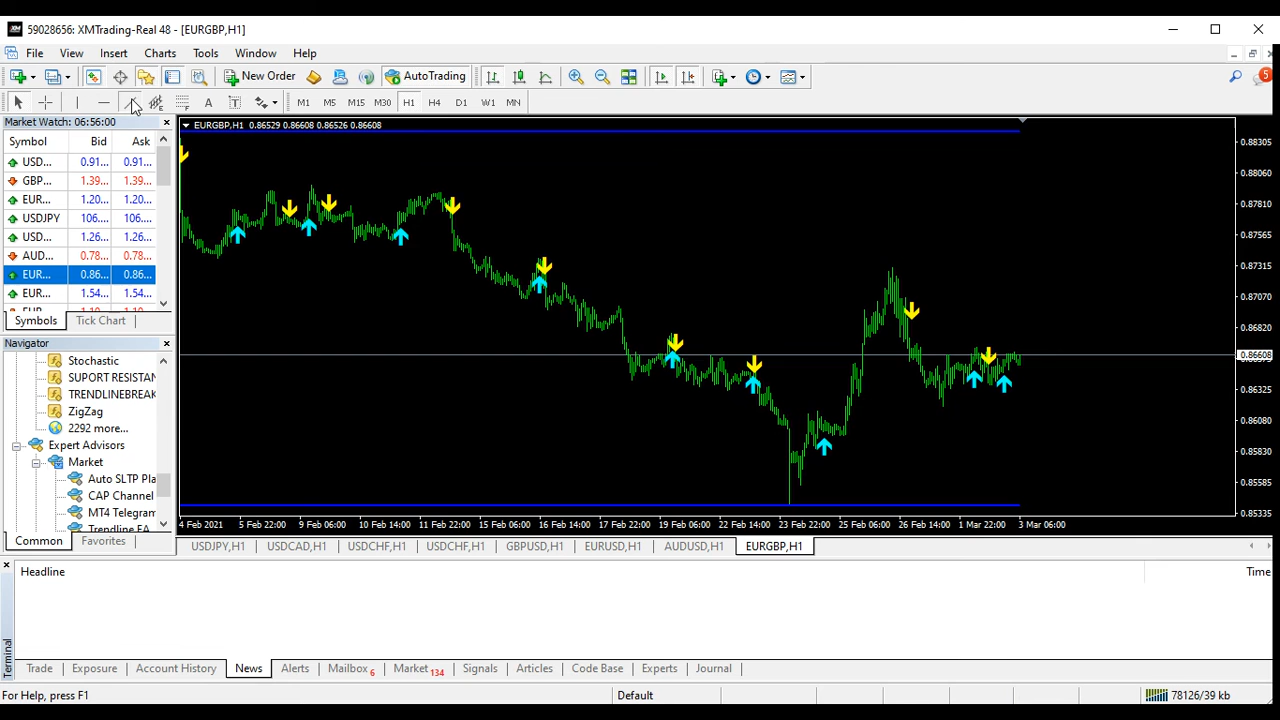 59028656: XMTrading-Real 48 - [EURGBP,H1]
File View Insert Charts Tools Window Help
New Order AutoTrading 5
A T M1 M5 M15 M30 H1 H4 D1 W1 MN
Market Watch: 06:56:00
Symbol Bid Ask
USD... 0.91... 0.91...
GBP... 1.39... 1.39...
EUR... 1.20... 1.20...
USDJPY 106.... 106....
USD... 1.26... 1.26...
AUD... 0.78... 0.78...
EUR... 0.86... 0.86...
EUR... 1.54... 1.54...
Symbols Tick Chart
Navigator
Stochastic
SUPORT RESISTAN
TRENDLINEBREAK
ZigZag
2292 more...
Expert Advisors
Market
Auto SLTP Pla
CAP Channel
MT4 Telegram
Trendline EA
Common Favorites
EURGBP,H1 0.86529 0.86608 0.86526 0.86608
0.88305
0.88060
0.87810
0.87565
0.87315
0.87070
0.86820
0.86608
0.86325
0.86080
0.85830
0.85585
0.85335
4 Feb 2021 5 Feb 22:00 9 Feb 06:00 10 Feb 14:00 11 Feb 22:00 15 Feb 06:00 16 Feb 14:00 17 Feb 22:00 19 Feb 06:00 22 Feb 14:00 23 Feb 22:00 25 Feb 06:00 26 Feb 14:00 1 Mar 22:00 3 Mar 06:00
USDJPY,H1 USDCAD,H1 USDCHF,H1 USDCHF,H1 GBPUSD,H1 EURUSD,H1 AUDUSD,H1 EURGBP,H1
Headline Time
Terminal
Trade Exposure Account History News Alerts Mailbox 6 Market 134 Signals Articles Code Base Experts Journal
For Help, press F1 Default 78126/39 kb